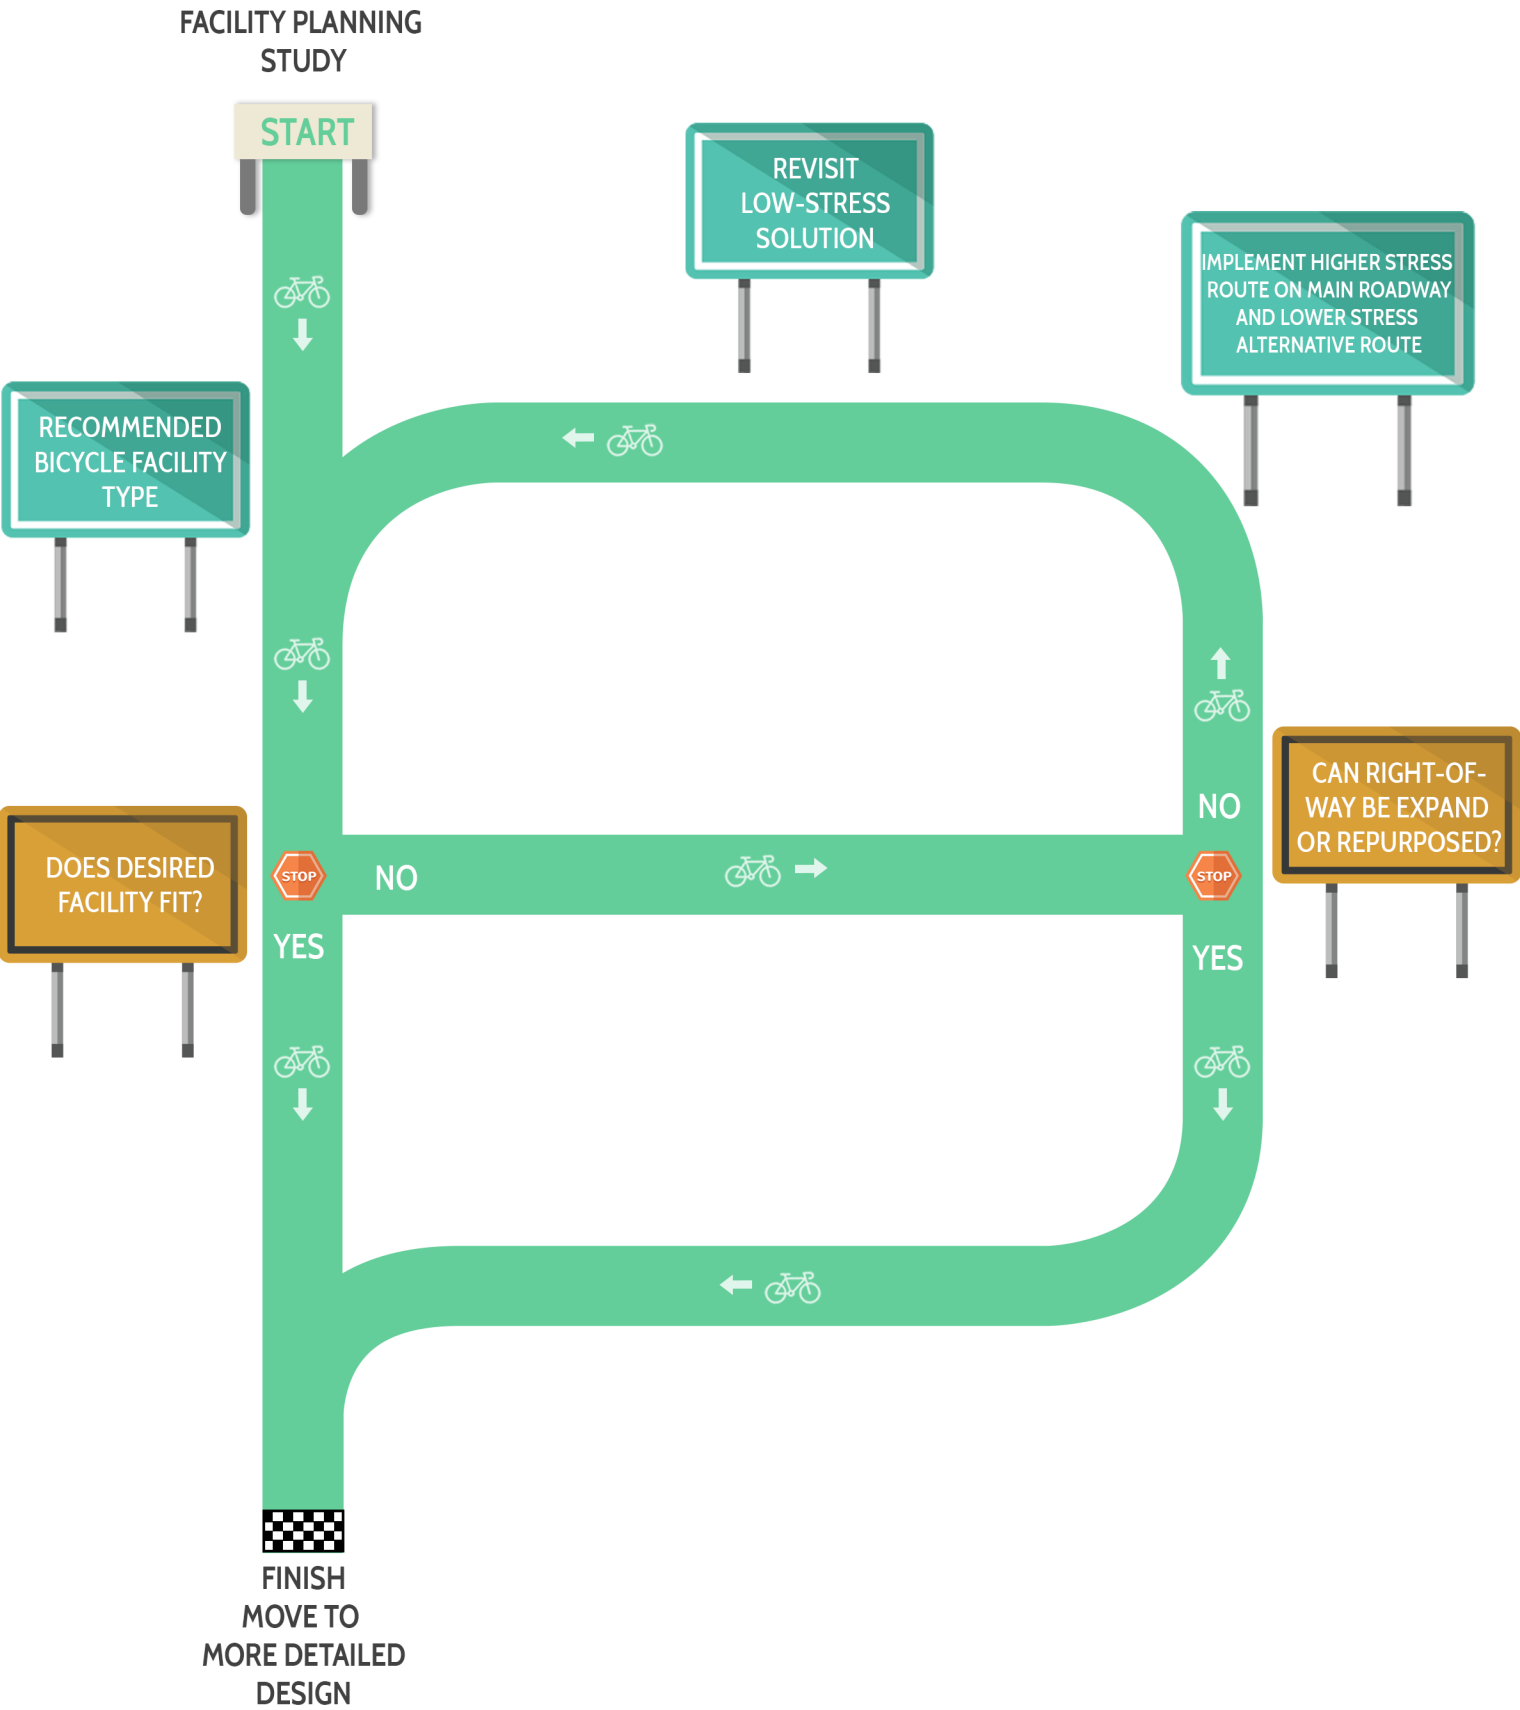 FACILITY PLANNING
STUDY
START
REVISIT
LOW-STRESS
SOLUTION
IMPLEMENT HIGHER STRESS
ROUTE ON MAIN ROADWAY
AND LOWER STRESS
ALTERNATIVE ROUTE
RECOMMENDED
BICYCLE FACILITY
TYPE
CAN RIGHT-OF-
WAY BE EXPAND
OR REPURPOSED?
NO
DOES DESIRED
FACILITY FIT?
STOP
NO
STOP
YES
YES
FINISH
MOVE TO
MORE DETAILED
DESIGN